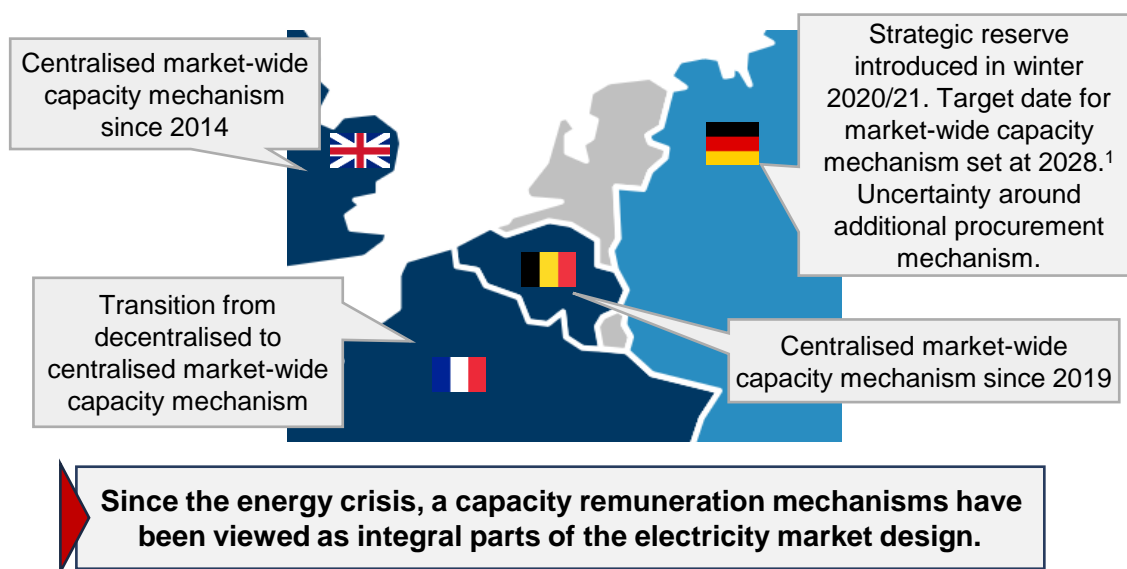 Centralised market-wide
capacity mechanism
since 2014
Strategic reserve
introduced in winter
2020/21. Target date for
market-wide capacity
mechanism set at 2028.¹
Uncertainty around
additional procurement
mechanism.
Transition from
decentralised to
centralised market-wide
capacity mechanism
Centralised market-wide
capacity mechanism since 2019
Since the energy crisis, a capacity remuneration mechanisms have
been viewed as integral parts of the electricity market design.